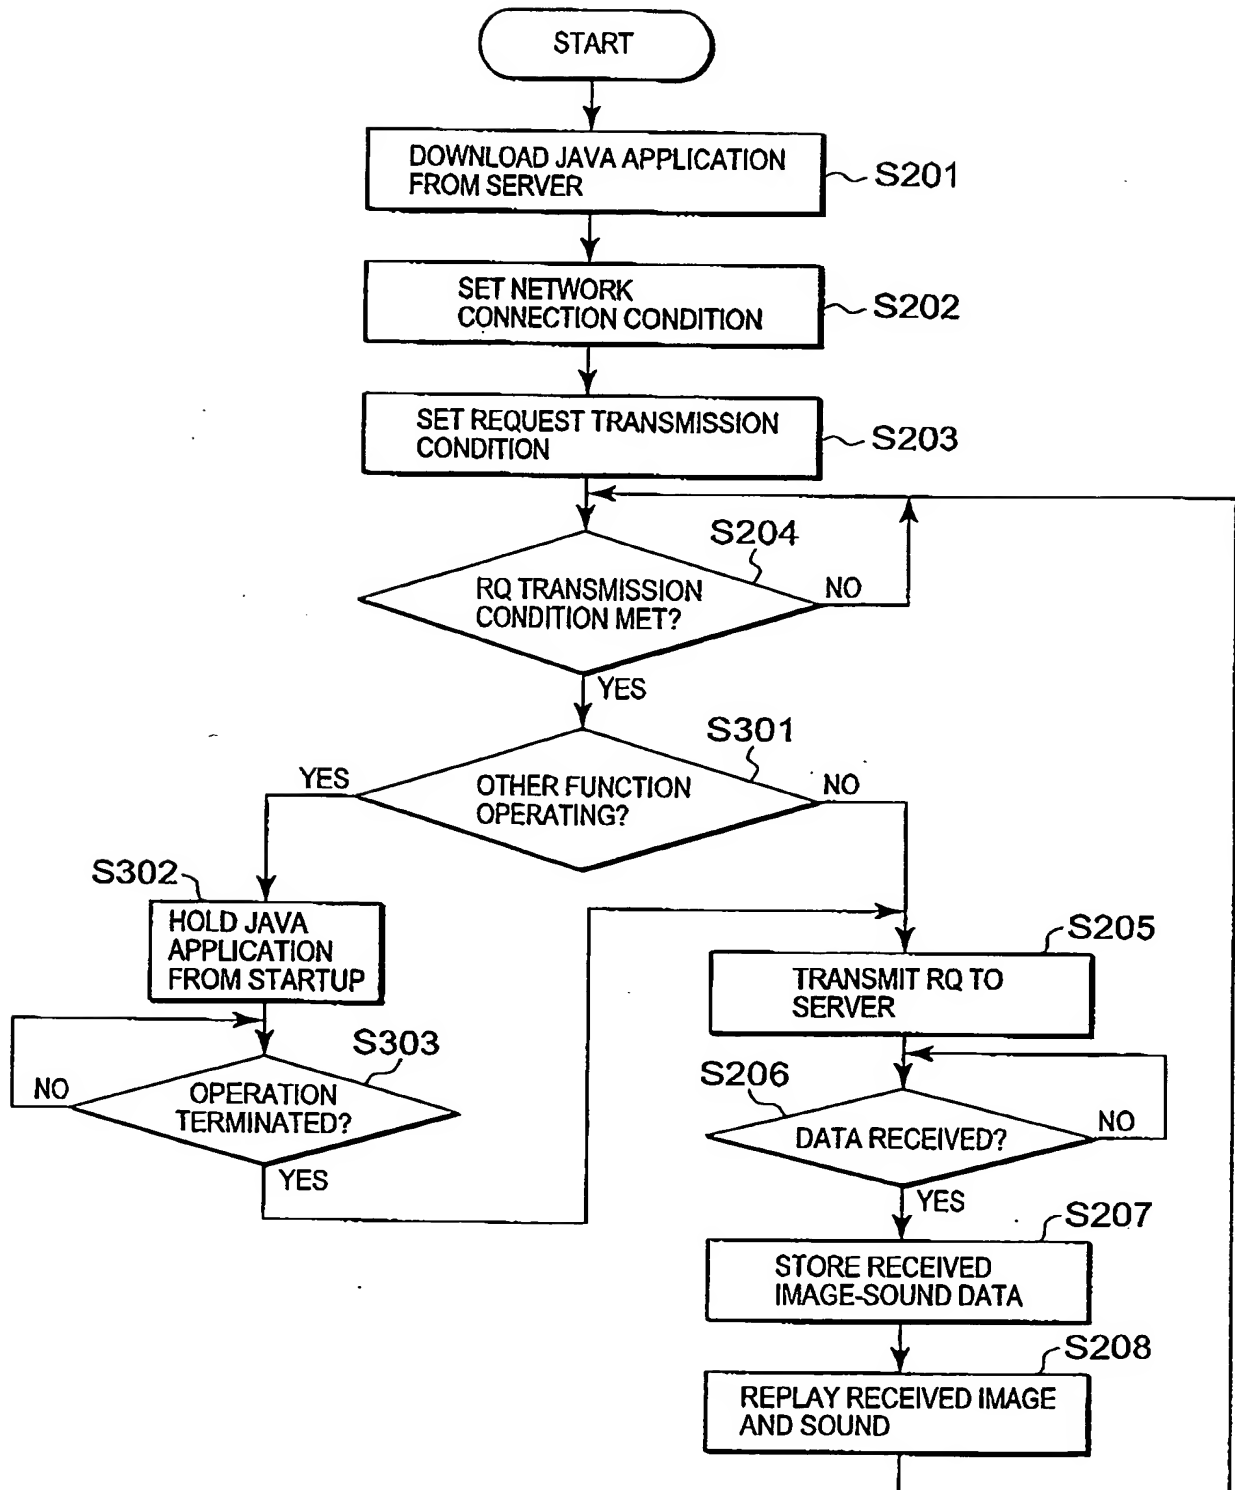 START
DOWNLOAD JAVA APPLICATION
FROM SERVER
S201
SET NETWORK
CONNECTION CONDITION
S202
SET REQUEST TRANSMISSION
CONDITION
S203
S204
RQ TRANSMISSION
CONDITION MET?
NO
YES
S301
YES
OTHER FUNCTION
OPERATING?
NO
S302
HOLD JAVA
APPLICATION
FROM STARTUP
S205
TRANSMIT RQ TO
SERVER
S303
NO
OPERATION
TERMINATED?
YES
S206
DATA RECEIVED?
NO
YES
S207
STORE RECEIVED
IMAGE-SOUND DATA
S208
REPLAY RECEIVED IMAGE
AND SOUND